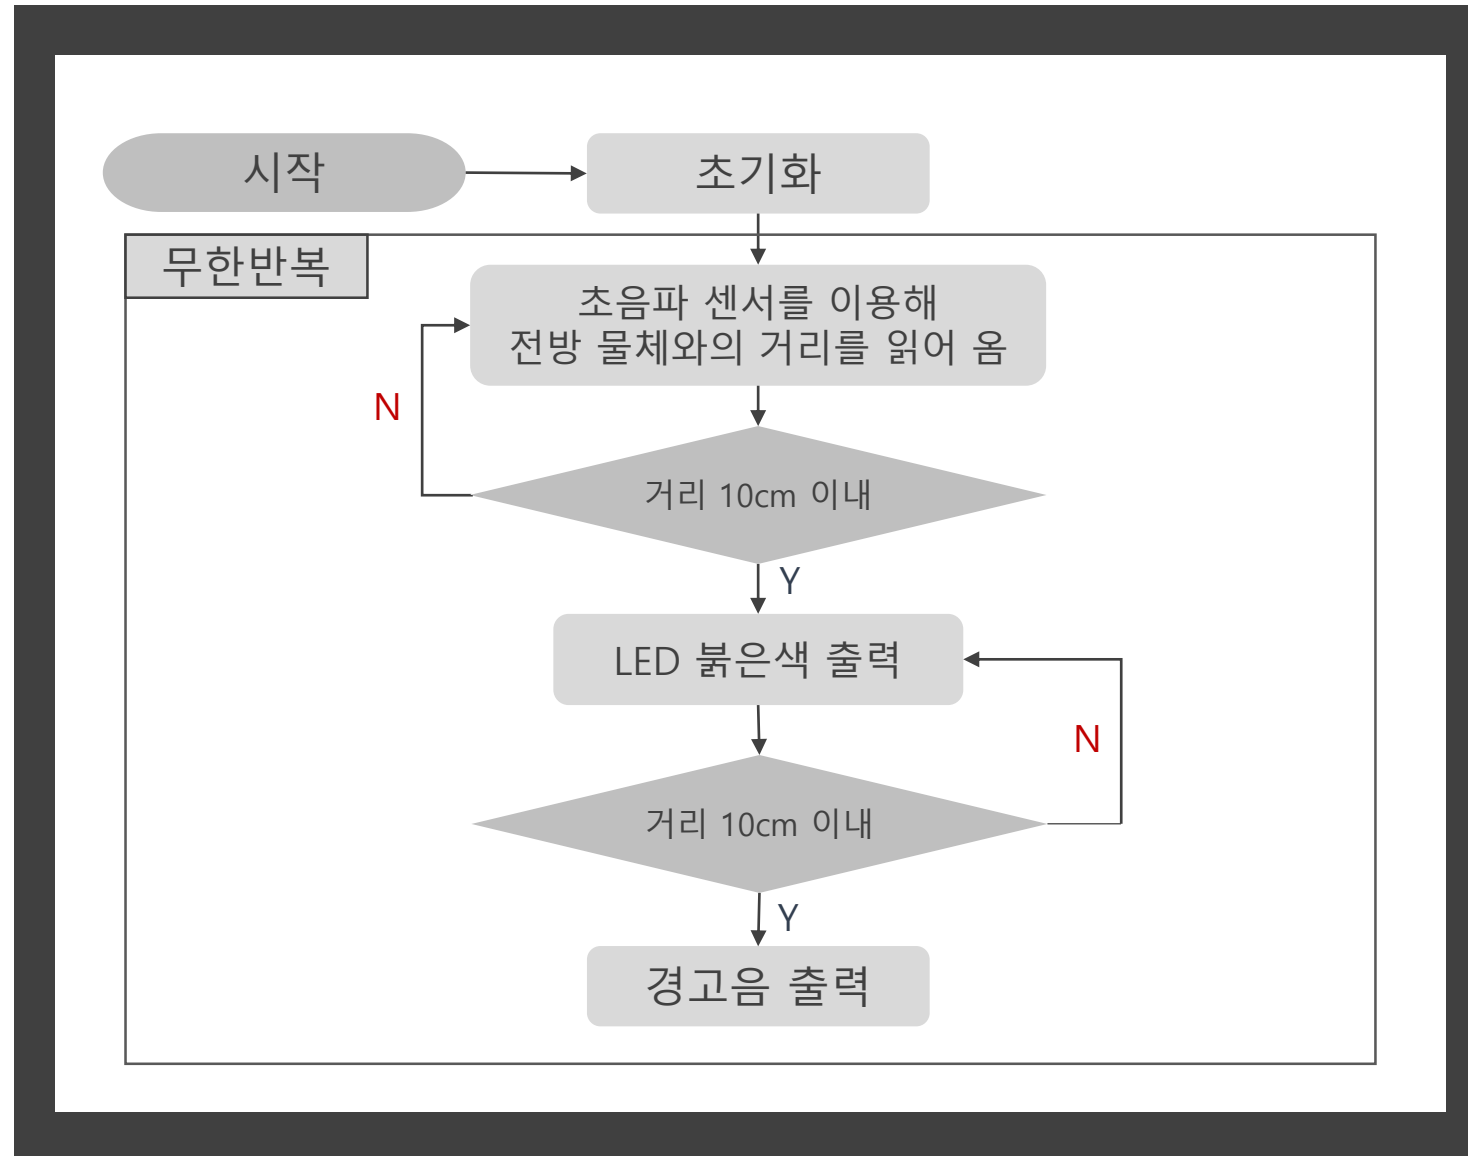 시작
초기화
무한반복
초음파 센서를 이용해
전방 물체와의 거리를 읽어 옴
N
거리 10cm 이내
Y
LED 붉은색 출력
N
거리 10cm 이내
Y
경고음 출력